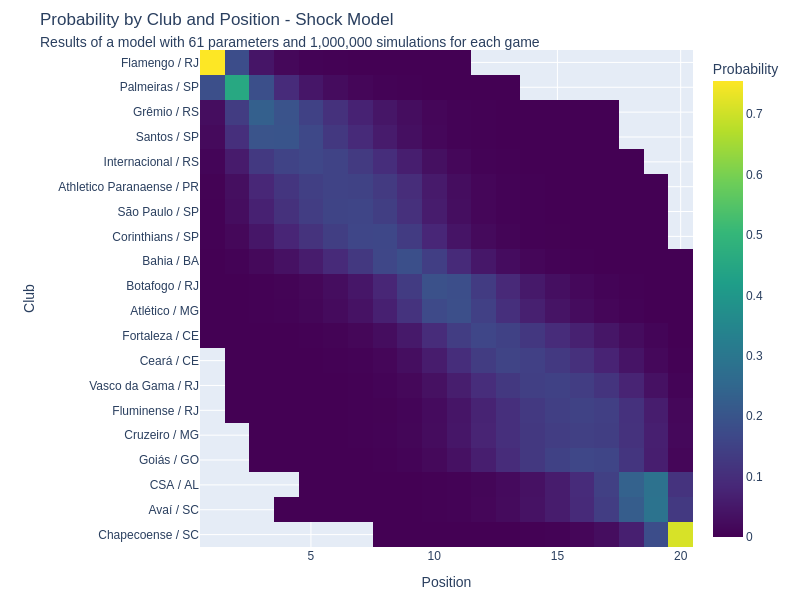 Probability by Club and Position - Shock Model
Results of a model with 61 parameters and 1,000,000 simulations for each game
Probability
Flamengo / RJ
Palmeiras / SP
Grêmio / RS
Santos / SP
Internacional / RS
Athletico Paranaense / PR
São Paulo / SP
Corinthians / SP
Bahia / BA
Botafogo / RJ
Atlético / MG
Fortaleza / CE
Ceará / CE
Vasco da Gama / RJ
Fluminense / RJ
Cruzeiro / MG
Goiás / GO
CSA / AL
Avaí / SC
Chapecoense / SC
Club
5
10
15
20
Position
0.7
0.6
0.5
0.4
0.3
0.2
0.1
0